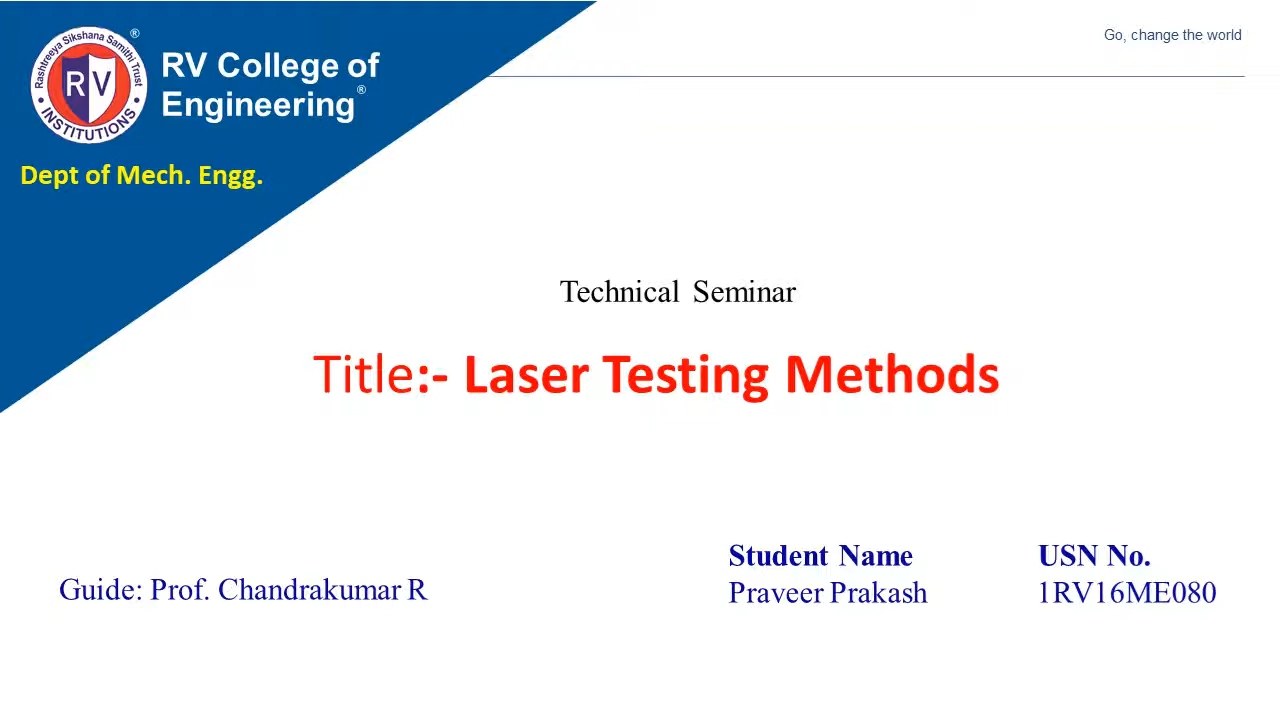 Rashtreeya Sikshana Samithi Trust
®
RV
INSTITUTIONS
RV College of
Engineering®
Go, change the world
Dept of Mech. Engg.
Technical Seminar
Title:- Laser Testing Methods
Student Name USN No.
Guide: Prof. Chandrakumar R
Praveer Prakash 1RV16ME080